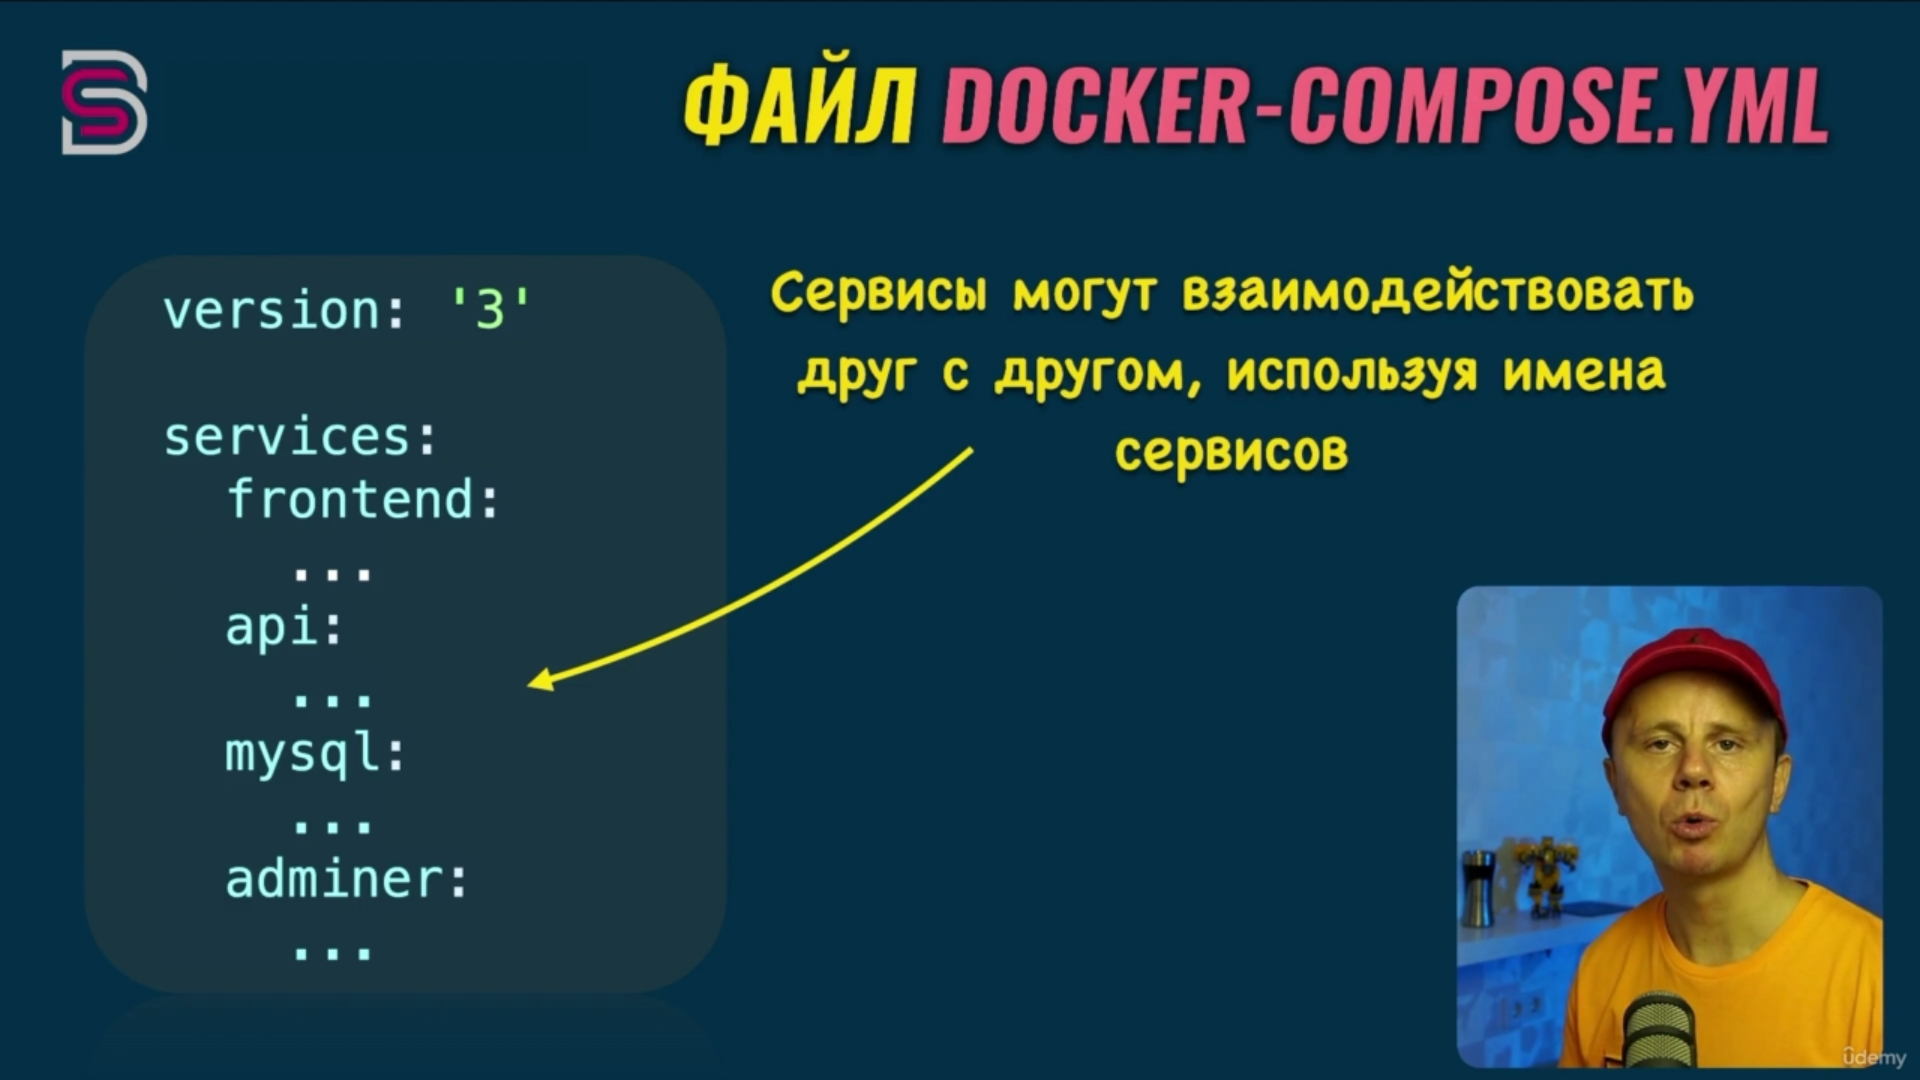 ФАЙЛ DOCKER-COMPOSE.YML
version: '3'
services:
frontend:
...
api:
...
mysql:
...
adminer:
...
Сервисы могут взаимодействовать
друг с другом, используя имена
сервисов
ûdemy